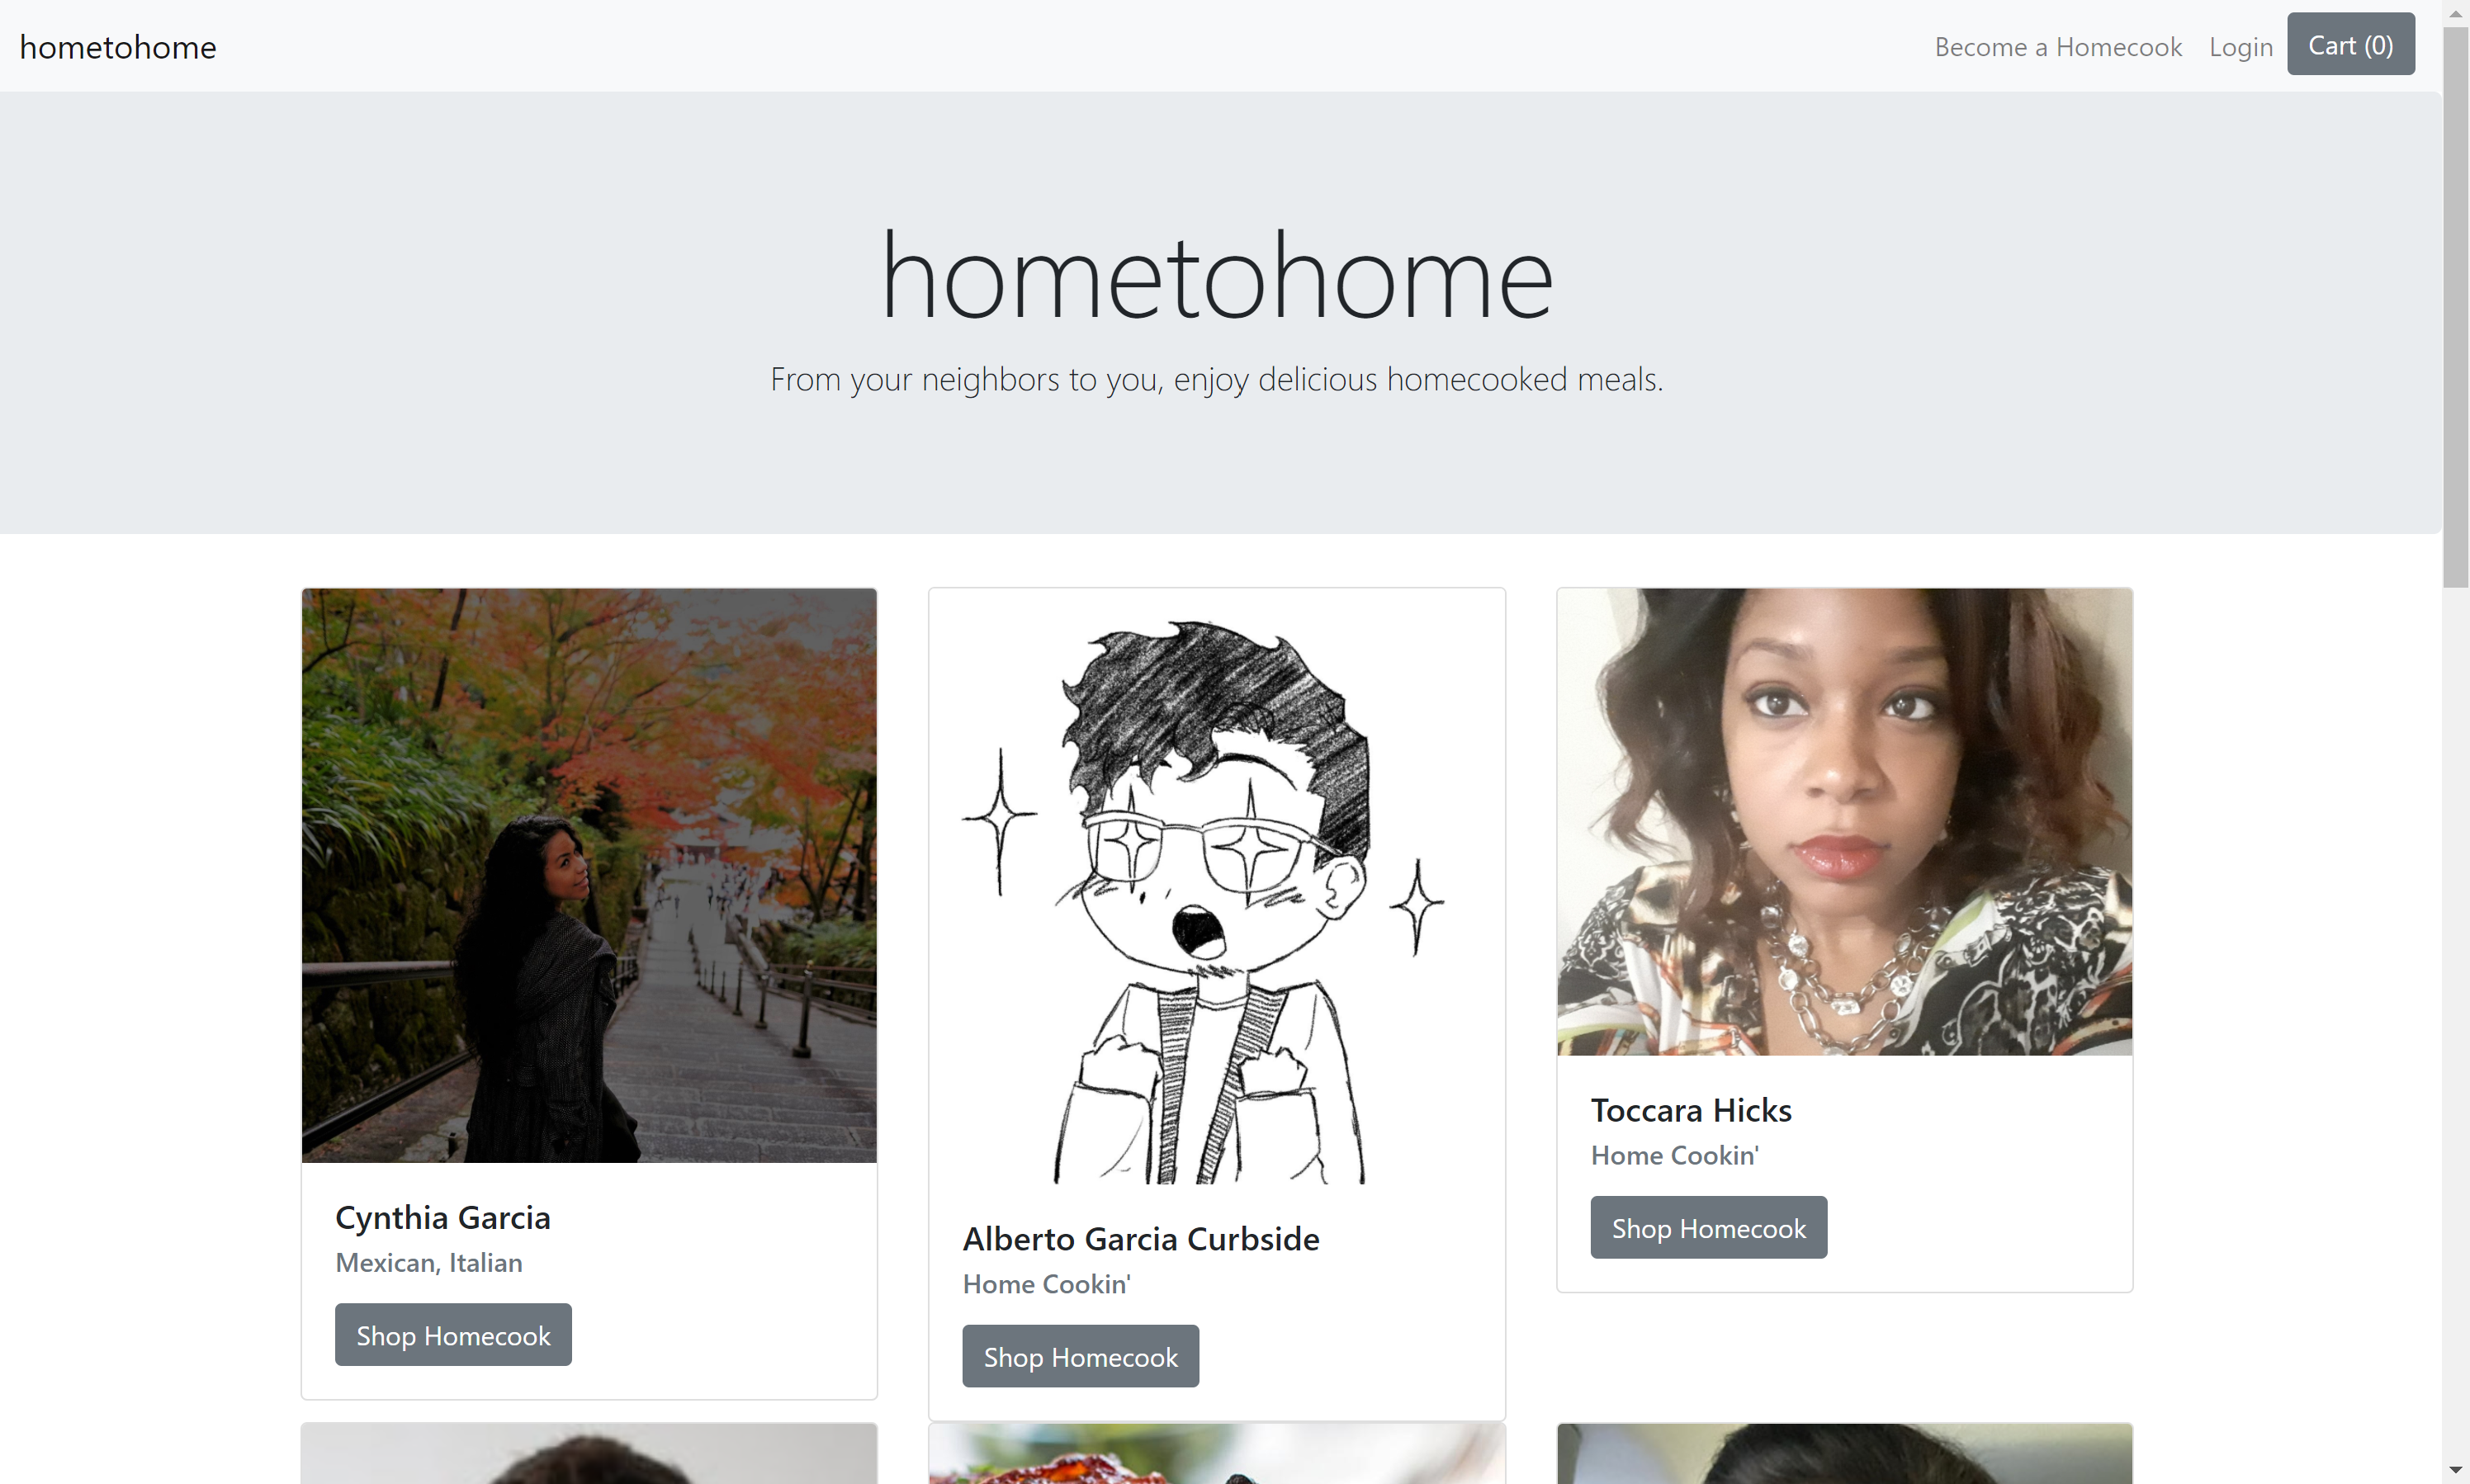 hometohome
Become a Homecook
Login
Cart (0)
hometohome
From your neighbors to you, enjoy delicious homecooked meals.
Cynthia Garcia
Mexican, Italian
Shop Homecook
Alberto Garcia Curbside
Home Cookin'
Shop Homecook
Toccara Hicks
Home Cookin'
Shop Homecook